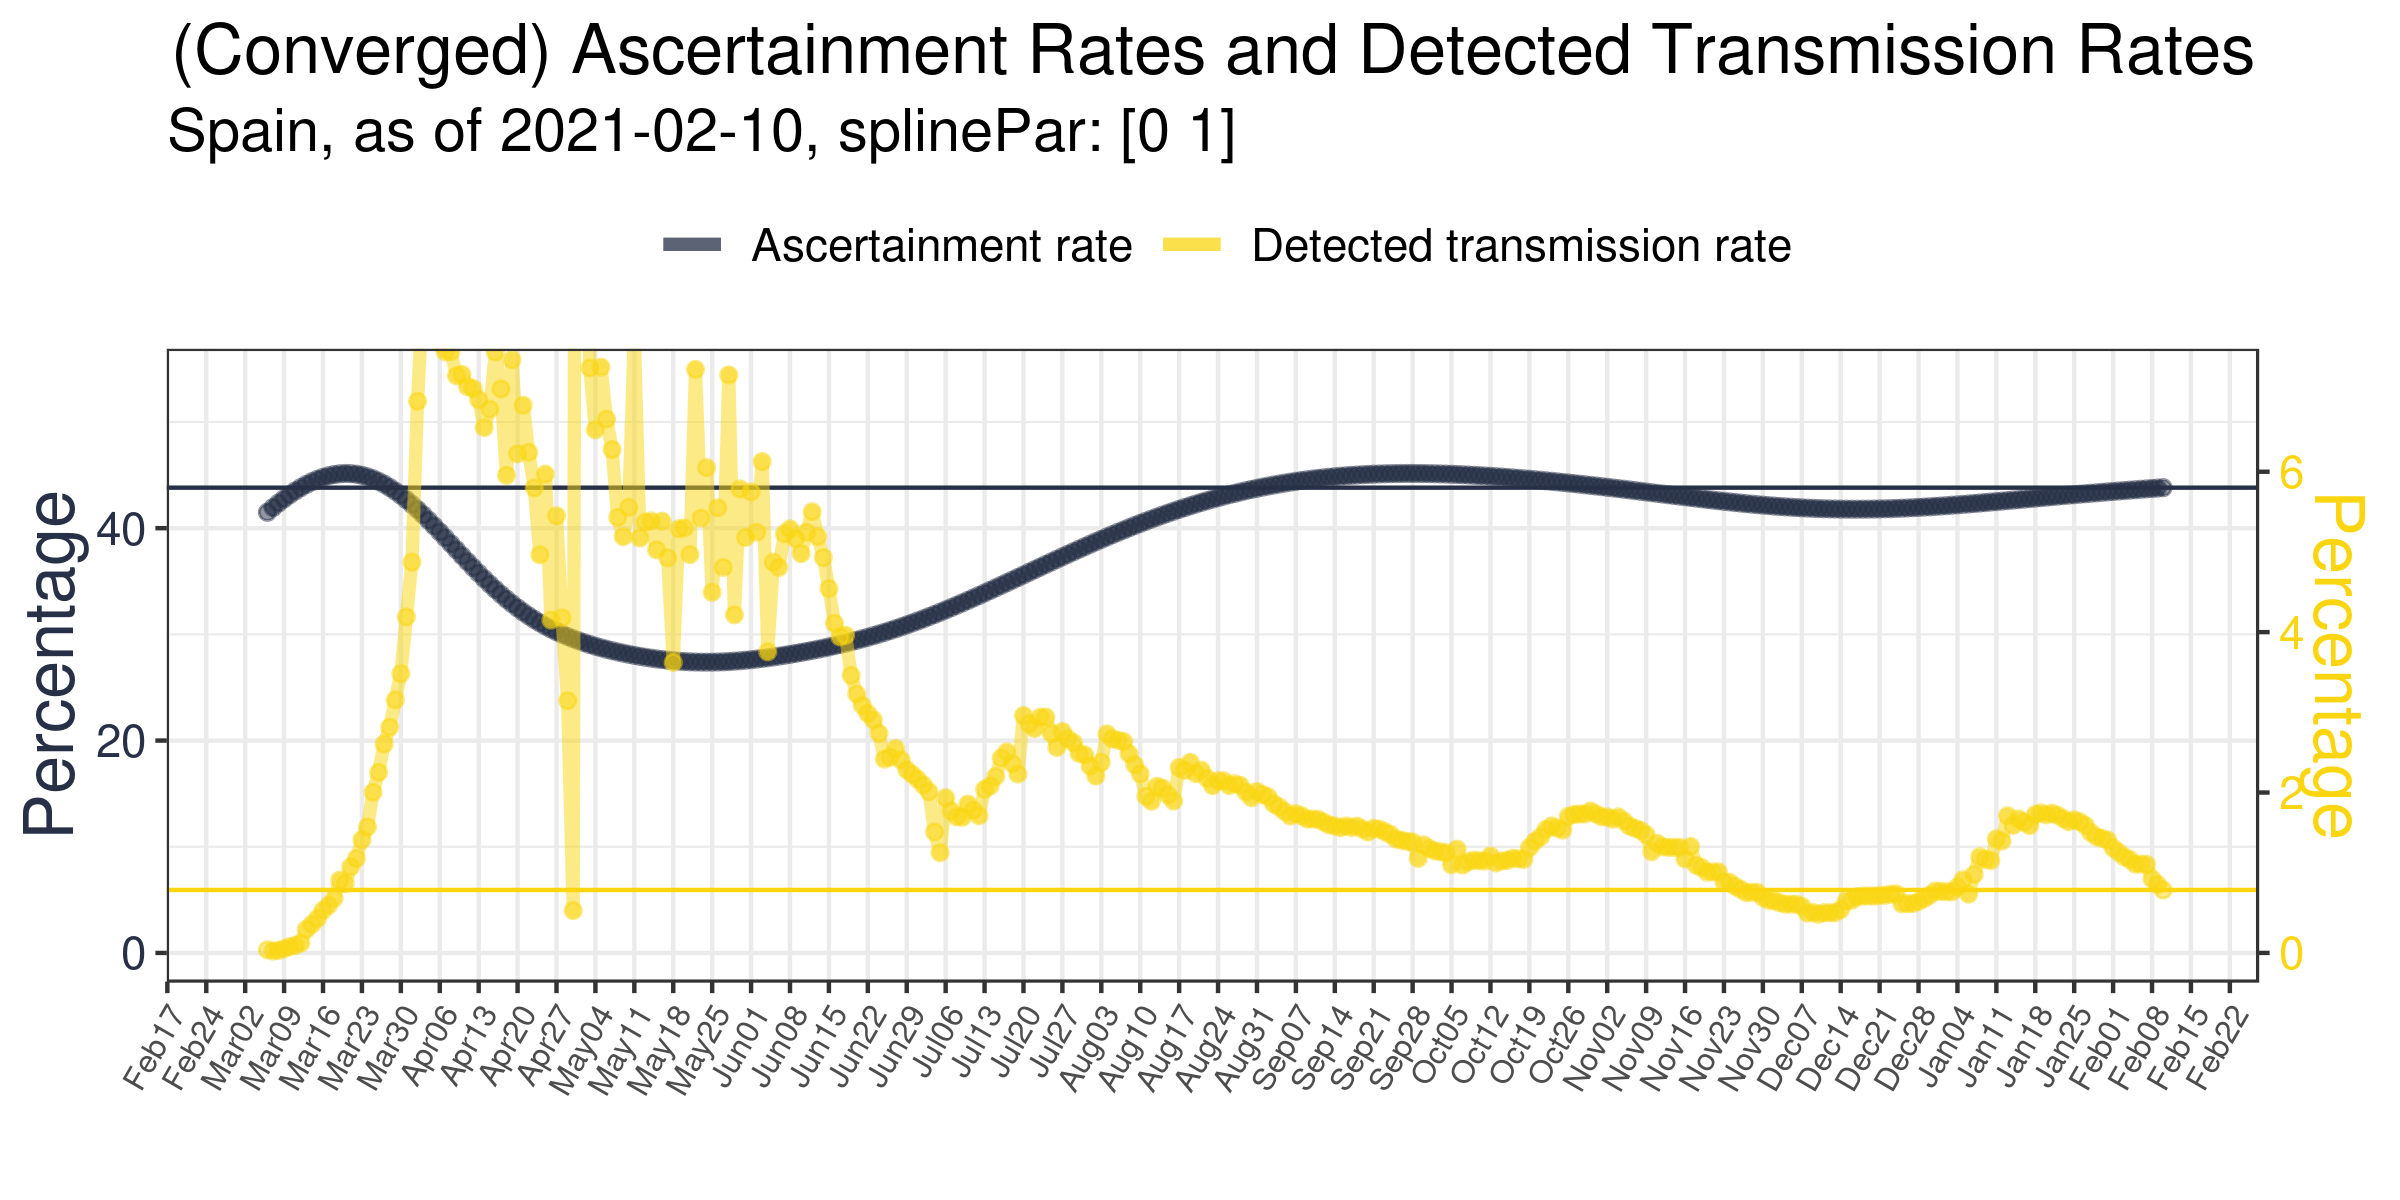 (Converged) Ascertainment Rates and Detected Transmission Rates
Spain, as of 2021-02-10, splinePar: [0 1]
Ascertainment rate Detected transmission rate
Percentage
40
20
0
6
4
2
0
Percentage
Feb17 Feb24 Mar02 Mar09 Mar16 Mar23 Mar30 Apr06 Apr13 Apr20 Apr27 May04 May11 May18 May25 Jun01 Jun08 Jun15 Jun22 Jun29 Jul06 Jul13 Jul20 Jul27 Aug03 Aug10 Aug17 Aug24 Aug31 Sep07 Sep14 Sep21 Sep28 Oct05 Oct12 Oct19 Oct26 Nov02 Nov09 Nov16 Nov23 Nov30 Dec07 Dec14 Dec21 Dec28 Jan04 Jan11 Jan18 Jan25 Feb01 Feb08 Feb15 Feb22